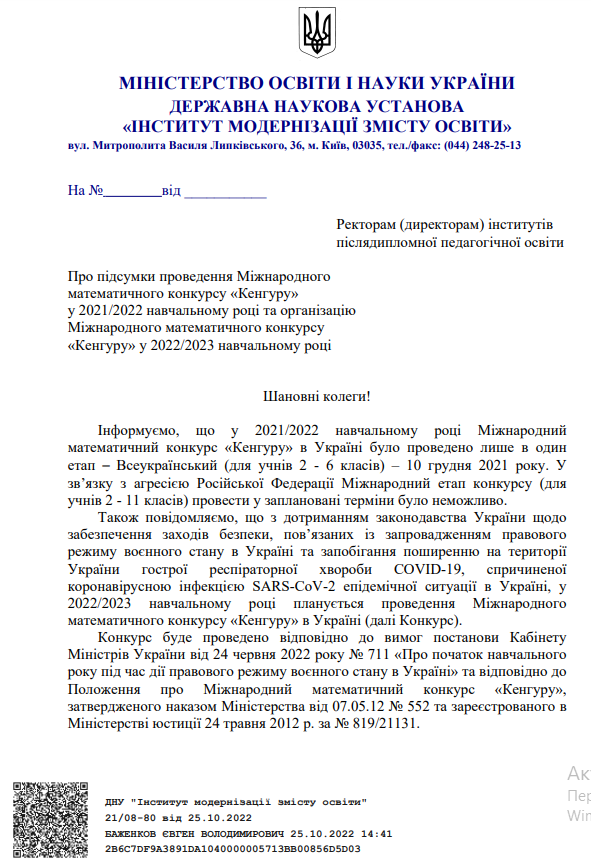 МІНІСТЕРСТВО ОСВІТИ І НАУКИ УКРАЇНИ
ДЕРЖАВНА НАУКОВА УСТАНОВА
«ІНСТИТУТ МОДЕРНІЗАЦІЇ ЗМІСТУ ОСВІТИ»
вул. Митрополита Василя Липківського, 36, м. Київ, 03035, тел./факс: (044) 248-25-13
На №________від ___________
Ректорам (директорам) інститутів
післядипломної педагогічної освіти
Про підсумки проведення Міжнародного
математичного конкурсу «Кенгуру»
у 2021/2022 навчальному році та організацію
Міжнародного математичного конкурсу
«Кенгуру» у 2022/2023 навчальному році
Шановні колеги!
Інформуємо, що у 2021/2022 навчальному році Міжнародний
математичний конкурс «Кенгуру» в Україні було проведено лише в один
етап – Всеукраїнський (для учнів 2 - 6 класів) – 10 грудня 2021 року. У
зв’язку з агресією Російської Федерації Міжнародний етап конкурсу (для
учнів 2 - 11 класів) провести у заплановані терміни було неможливо.
Також повідомляємо, що з дотриманням законодавства України щодо
забезпечення заходів безпеки, пов’язаних із запровадженням правового
режиму воєнного стану в Україні та запобігання поширенню на території
України гострої респіраторної хвороби COVID-19, спричиненої
коронавірусною інфекцією SARS-CoV-2 епідемічної ситуації в Україні, у
2022/2023 навчальному році планується проведення Міжнародного
математичного конкурсу «Кенгуру» в Україні (далі Конкурс).
Конкурс буде проведено відповідно до вимог постанови Кабінету
Міністрів України від 24 червня 2022 року № 711 «Про початок навчального
року під час дії правового режиму воєнного стану в Україні» та відповідно до
Положення про Міжнародний математичний конкурс «Кенгуру»,
затвердженого наказом Міністерства від 07.05.12 № 552 та зареєстрованого в
Міністерстві юстиції 24 травня 2012 р. за № 819/21131.
ДНУ "Інститут модернізації змісту освіти"
21/08-80 від 25.10.2022
БАЖЕНКОВ ЄВГЕН ВОЛОДИМИРОВИЧ 25.10.2022 14:41
2B6C7DF9A3891DA1040000005713BB00856D5D03